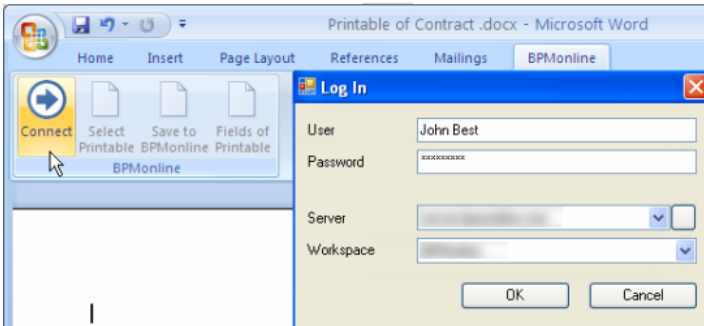 Printable of Contract .docx - Microsoft Word
Home Insert Page Layout References Mailings BPMonline
Connect
Select Printable
Save to BPMonline
Fields of Printable
BPMonline
Log In
User John Best
Password xxxxxxxxx
Server
Workspace
OK Cancel